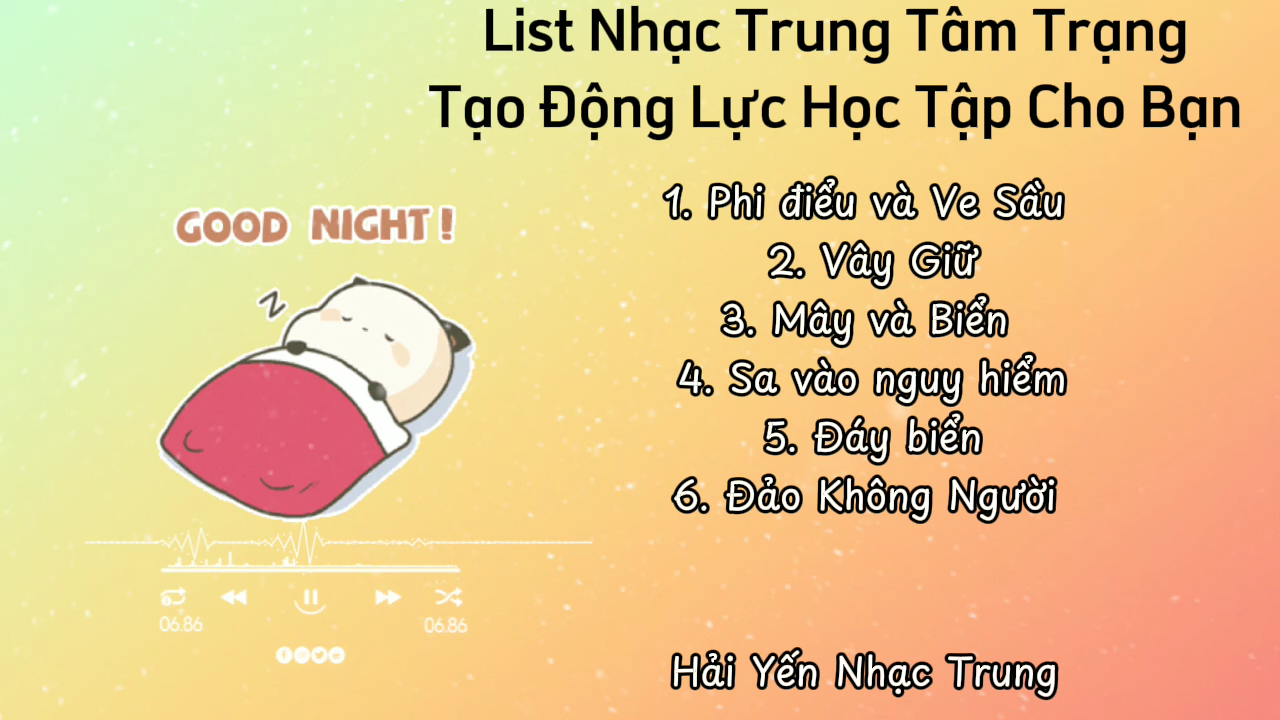 List Nhạc Trung Tâm Trạng
Tạo Động Lực Học Tập Cho Bạn
GOOD NIGHT!
Z
1. Phi điểu và Ve Sầu
2. Vây Giữ
3. Mây và Biển
4. Sa vào nguy hiểm
5. Đáy biển
6. Đảo Không Người
06.86
06.86
Hải Yến Nhạc Trung